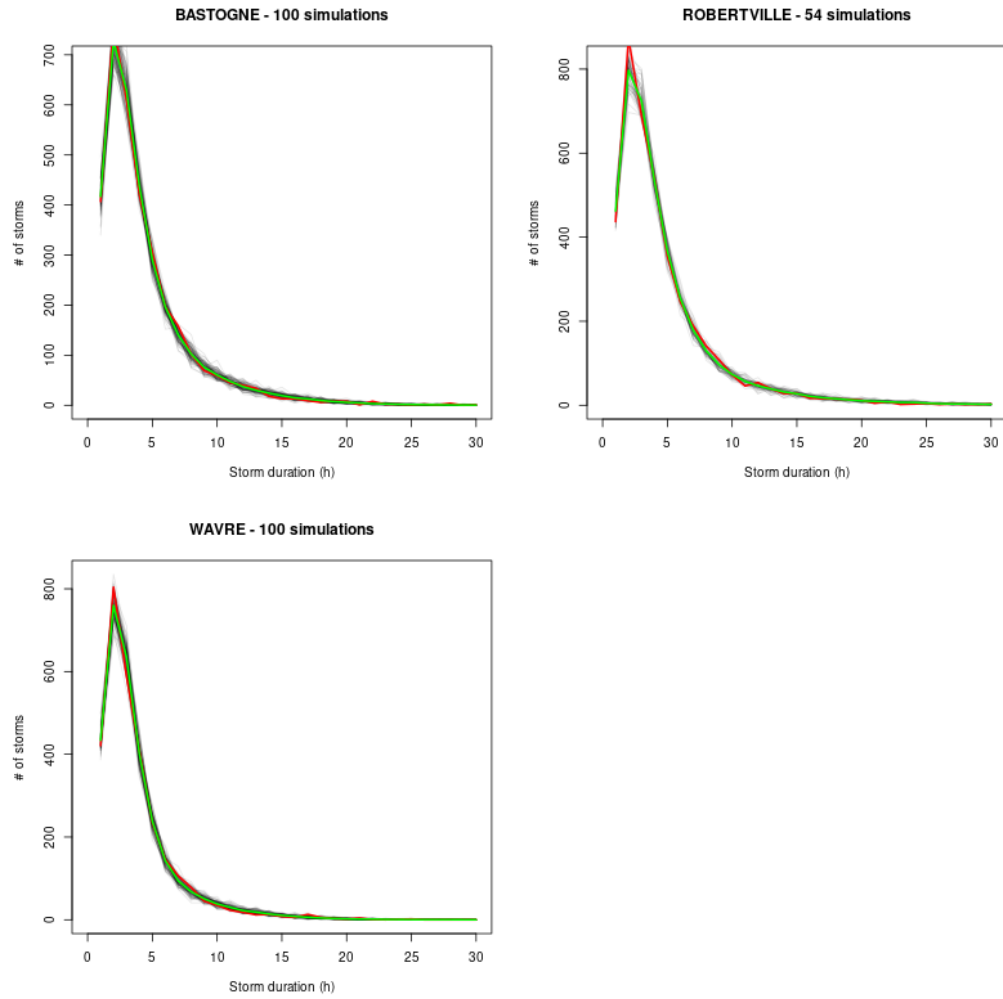 BASTOGNE - 100 simulations
# of storms
0 100 200 300 400 500 600 700
0 5 10 15 20 25 30
Storm duration (h)
ROBERTVILLE - 54 simulations
# of storms
0 200 400 600 800
0 5 10 15 20 25 30
Storm duration (h)
WAVRE - 100 simulations
# of storms
0 200 400 600 800
0 5 10 15 20 25 30
Storm duration (h)